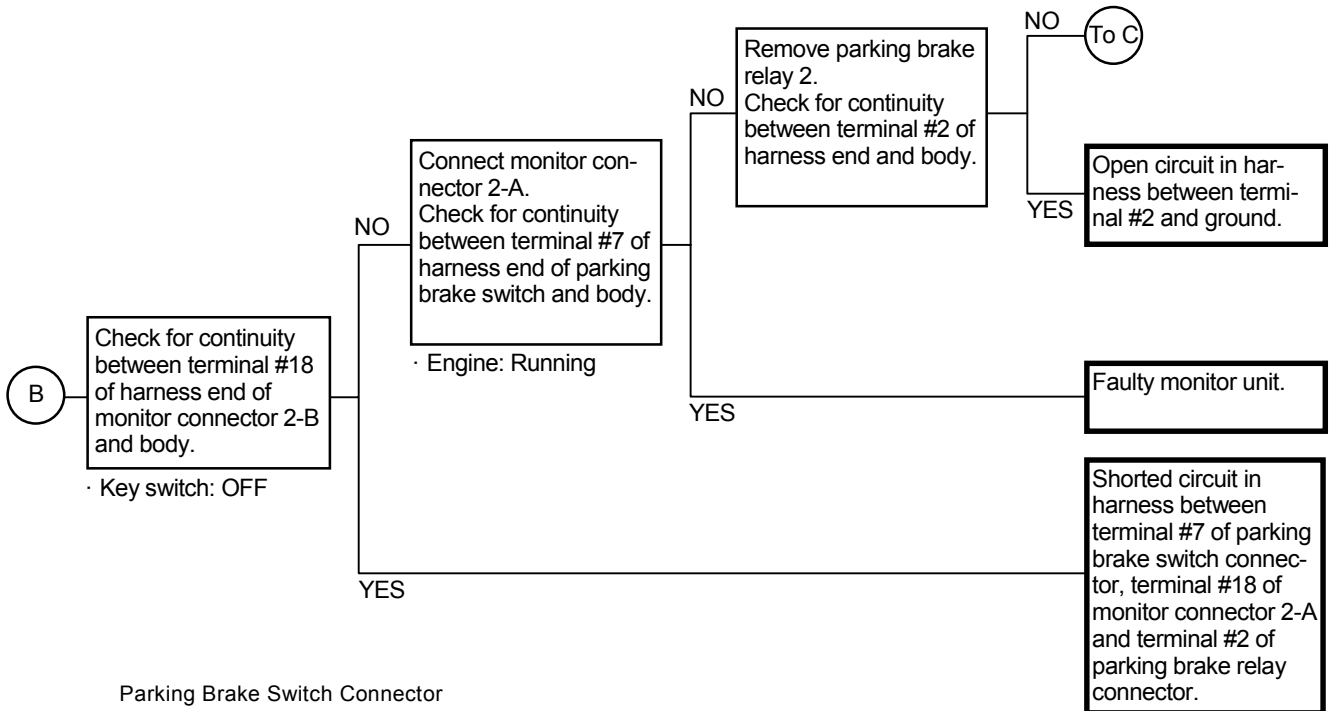 B
Check for continuity
between terminal #18
of harness end of
monitor connector 2-B
and body.
· Key switch: OFF
NO
Connect monitor con-
nector 2-A.
Check for continuity
between terminal #7 of
harness end of parking
brake switch and body.
· Engine: Running
NO
Remove parking brake
relay 2.
Check for continuity
between terminal #2 of
harness end and body.
NO
To C
YES
Open circuit in har-
ness between termi-
nal #2 and ground.
YES
Faulty monitor unit.
YES
Shorted circuit in
harness between
terminal #7 of parking
brake switch connec-
tor, terminal #18 of
monitor connector 2-A
and terminal #2 of
parking brake relay
connector.
Parking Brake Switch Connector